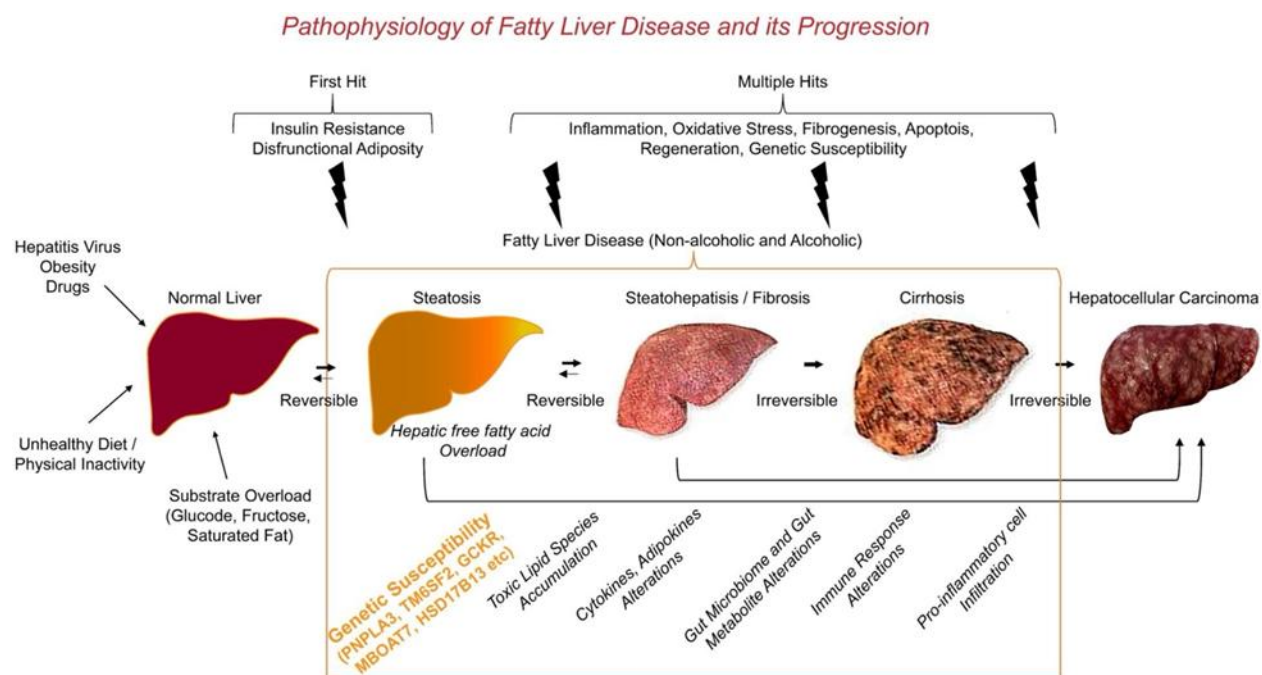 Pathophysiology of Fatty Liver Disease and its Progression
First Hit
Insulin Resistance
Disfrunctional Adiposity
Multiple Hits
Inflammation, Oxidative Stress, Fibrogenesis, Apoptois,
Regeneration, Genetic Susceptibility
Fatty Liver Disease (Non-alcoholic and Alcoholic)
Hepatitis Virus
Obesity
Drugs
Normal Liver
Steatosis
Steatohepatisis / Fibrosis
Cirrhosis
Hepatocellular Carcinoma
Reversible
Reversible
Irreversible
Irreversible
Unhealthy Diet /
Physical Inactivity
Hepatic free fatty acid
Overload
Substrate Overload
(Glucode, Fructose,
Saturated Fat)
Genetic Susceptibility
(PNPLA3, TM6SF2, GCKR,
MBOAT7, HSD17B13 etc)
Toxic Lipid Species
Accumulation
Cytokines, Adipokines
Alterations
Gut Microbiome and Gut
Metabolite Alterations
Immune Response
Alterations
Pro-inflammatory cell
Infiltration